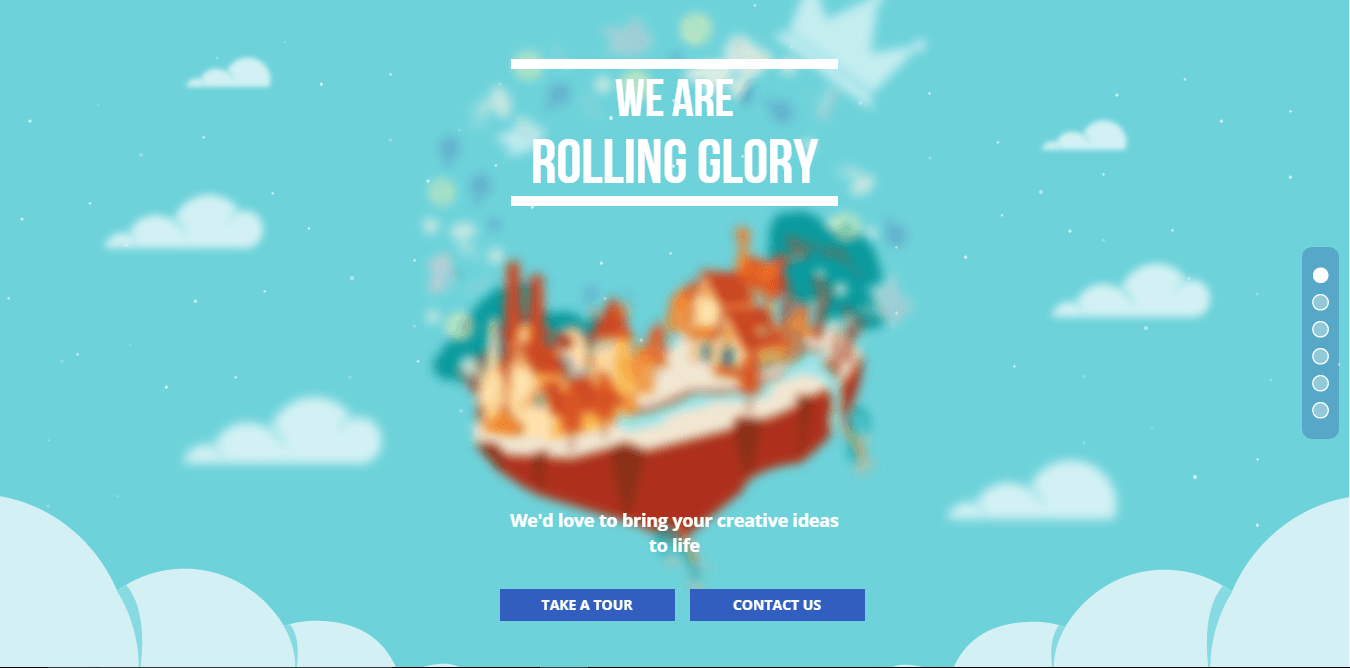 WE ARE
ROLLING GLORY
We'd love to bring your creative ideas
to life
TAKE A TOUR
CONTACT US